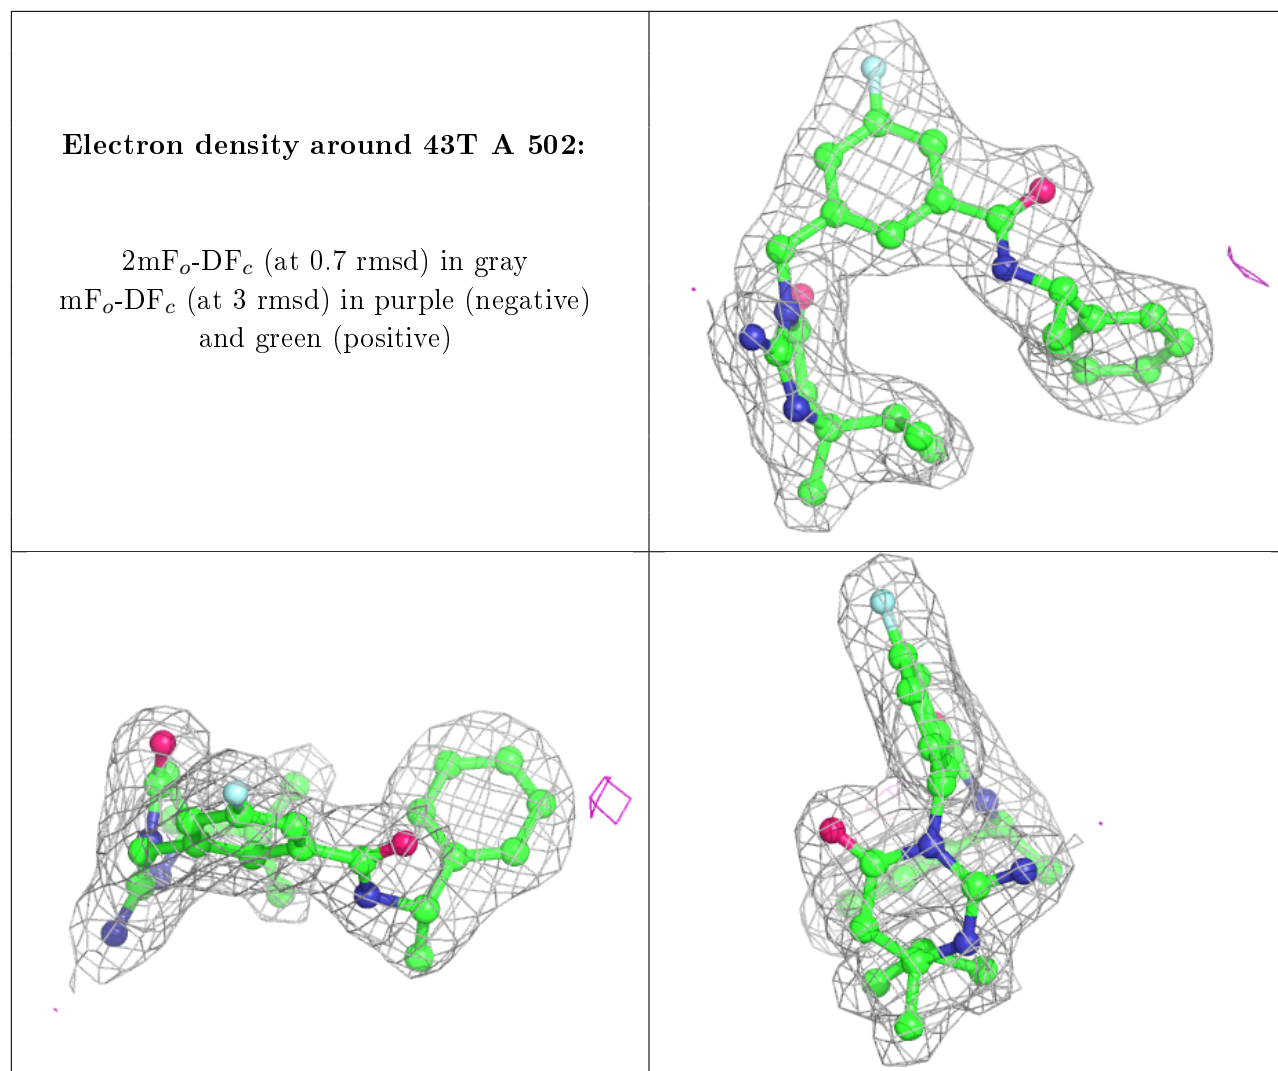 Electron density around 43T A 502:
2mFo-DFc (at 0.7 rmsd) in gray
mFo-DFc (at 3 rmsd) in purple (negative)
and green (positive)